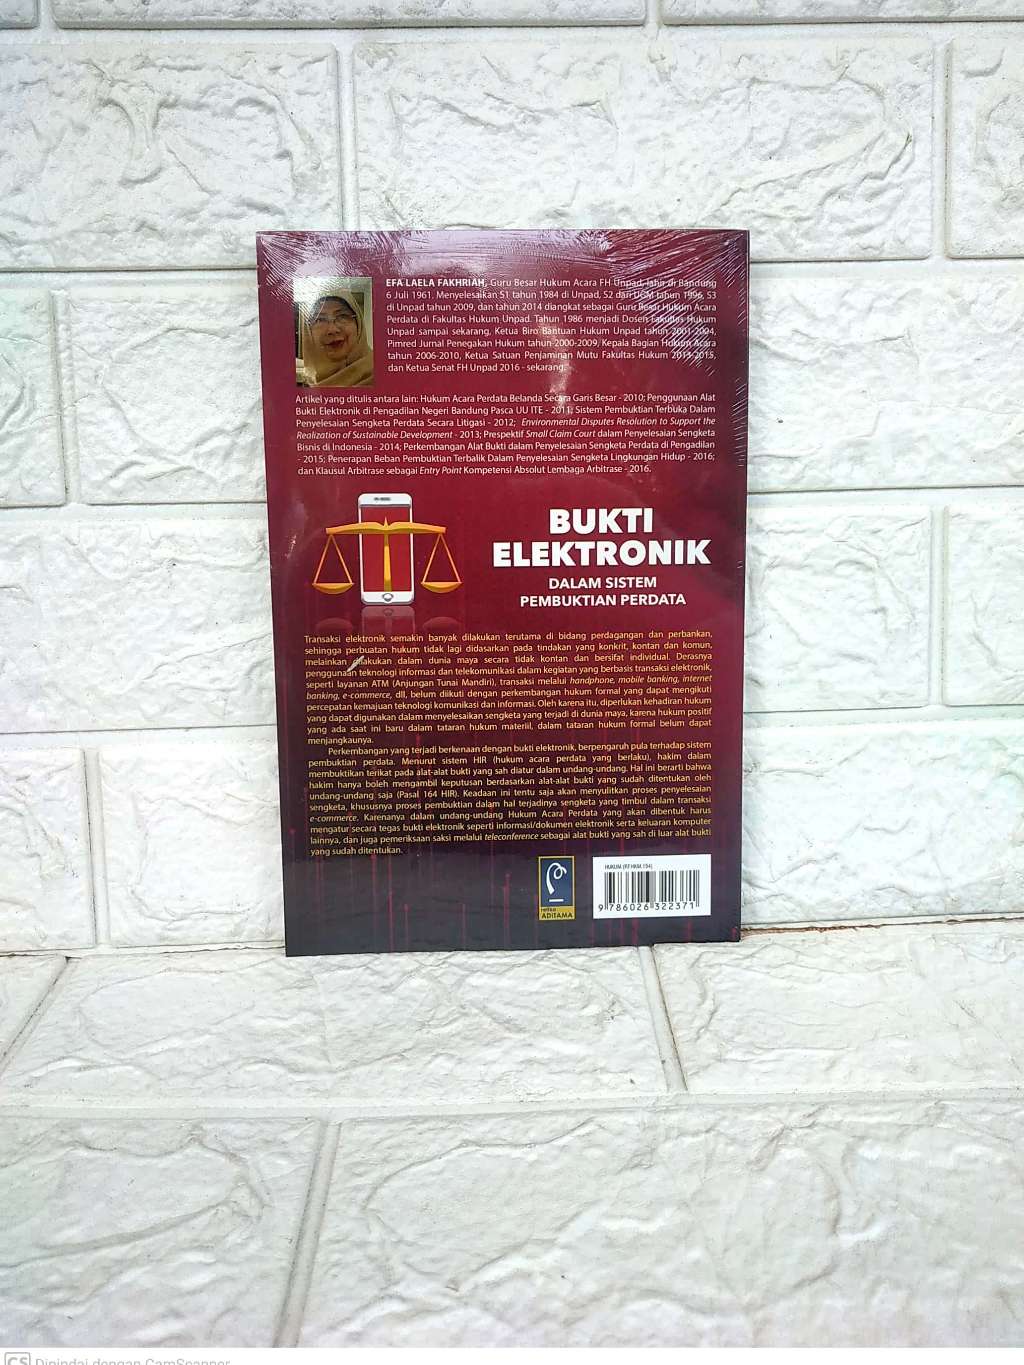 EFA LAELA FAKHRIAH, Guru Besar Hukum Acara FH Unpad, lahir di Bandung
6 Juli 1961. Menyelesaikan S1 tahun 1984 di Unpad, S2 dari UGM tahun 1996, S3
di Unpad tahun 2009, dan tahun 2014 diangkat sebagai Guru Besar Hukum Acara
Perdata di Fakultas Hukum Unpad. Tahun 1986 menjadi Dosen Fakultas Hukum
Unpad sampai sekarang, Ketua Biro Bantuan Hukum Unpad tahun 2001-2004,
Pimred Jurnal Penegakan Hukum tahun 2000-2009, Kepala Bagian Hukum Acara
tahun 2006-2010, Ketua Satuan Penjaminan Mutu Fakultas Hukum 2013-2015,
dan Ketua Senat FH Unpad 2016 - sekarang.
Artikel yang ditulis antara lain: Hukum Acara Perdata Belanda Secara Garis Besar - 2010; Penggunaan Alat
Bukti Elektronik di Pengadilan Negeri Bandung Pasca UU ITE - 2011; Sistem Pembuktian Terbuka Dalam
Penyelesaian Sengketa Perdata Secara Litigasi - 2012; Environmental Disputes Resolution to Support the
Realization of Sustainable Development - 2013; Prespektif Small Claim Court dalam Penyelesaian Sengketa
Bisnis di Indonesia - 2014; Perkembangan Alat Bukti dalam Penyelesaian Sengketa Perdata di Pengadilan
- 2015; Penerapan Beban Pembuktian Terbalik Dalam Penyelesaian Sengketa Lingkungan Hidup - 2016;
dan Klausul Arbitrase sebagai Entry Point Kompetensi Absolut Lembaga Arbitrase - 2016.
BUKTI
ELEKTRONIK
DALAM SISTEM
PEMBUKTIAN PERDATA
Transaksi elektronik semakin banyak dilakukan terutama di bidang perdagangan dan perbankan,
sehingga perbuatan hukum tidak lagi didasarkan pada tindakan yang konkrit, kontan dan komun,
melainkan dilakukan dalam dunia maya secara tidak kontan dan bersifat individual. Derasnya
penggunaan teknologi informasi dan telekomunikasi dalam kegiatan yang berbasis transaksi elektronik,
seperti layanan ATM (Anjungan Tunai Mandiri), transaksi melalui handphone, mobile banking, internet
banking, e-commerce, dll, belum diikuti dengan perkembangan hukum formal yang dapat mengikuti
percepatan kemajuan teknologi komunikasi dan informasi. Oleh karena itu, diperlukan kehadiran hukum
yang dapat digunakan dalam menyelesaikan sengketa yang terjadi di dunia maya, karena hukum positif
yang ada saat ini baru dalam tataran hukum materiil, dalam tataran hukum formal belum dapat
menjangkaunya.
Perkembangan yang terjadi berkenaan dengan bukti elektronik, berpengaruh pula terhadap sistem
pembuktian perdata. Menurut sistem HIR (hukum acara perdata yang berlaku), hakim dalam
membuktikan terikat pada alat-alat bukti yang sah diatur dalam undang-undang. Hal ini berarti bahwa
hakim hanya boleh mengambil keputusan berdasarkan alat-alat bukti yang sudah ditentukan oleh
undang-undang saja (Pasal 164 HIR). Keadaan ini tentu saja akan menyulitkan proses penyelesaian
sengketa, khususnya proses pembuktian dalam hal terjadinya sengketa yang timbul dalam transaksi
e-commerce. Karenanya dalam undang-undang Hukum Acara Perdata yang akan dibentuk harus
mengatur secara tegas bukti elektronik seperti informasi/dokumen elektronik serta keluaran komputer
lainnya, dan juga pemeriksaan saksi melalui teleconference sebagai alat bukti yang sah di luar alat bukti
yang sudah ditentukan.
refika
ADITAMA
HUKUM (RF.HKM.134)
9 786026 322371
CS Dipindai dengan CamScanner